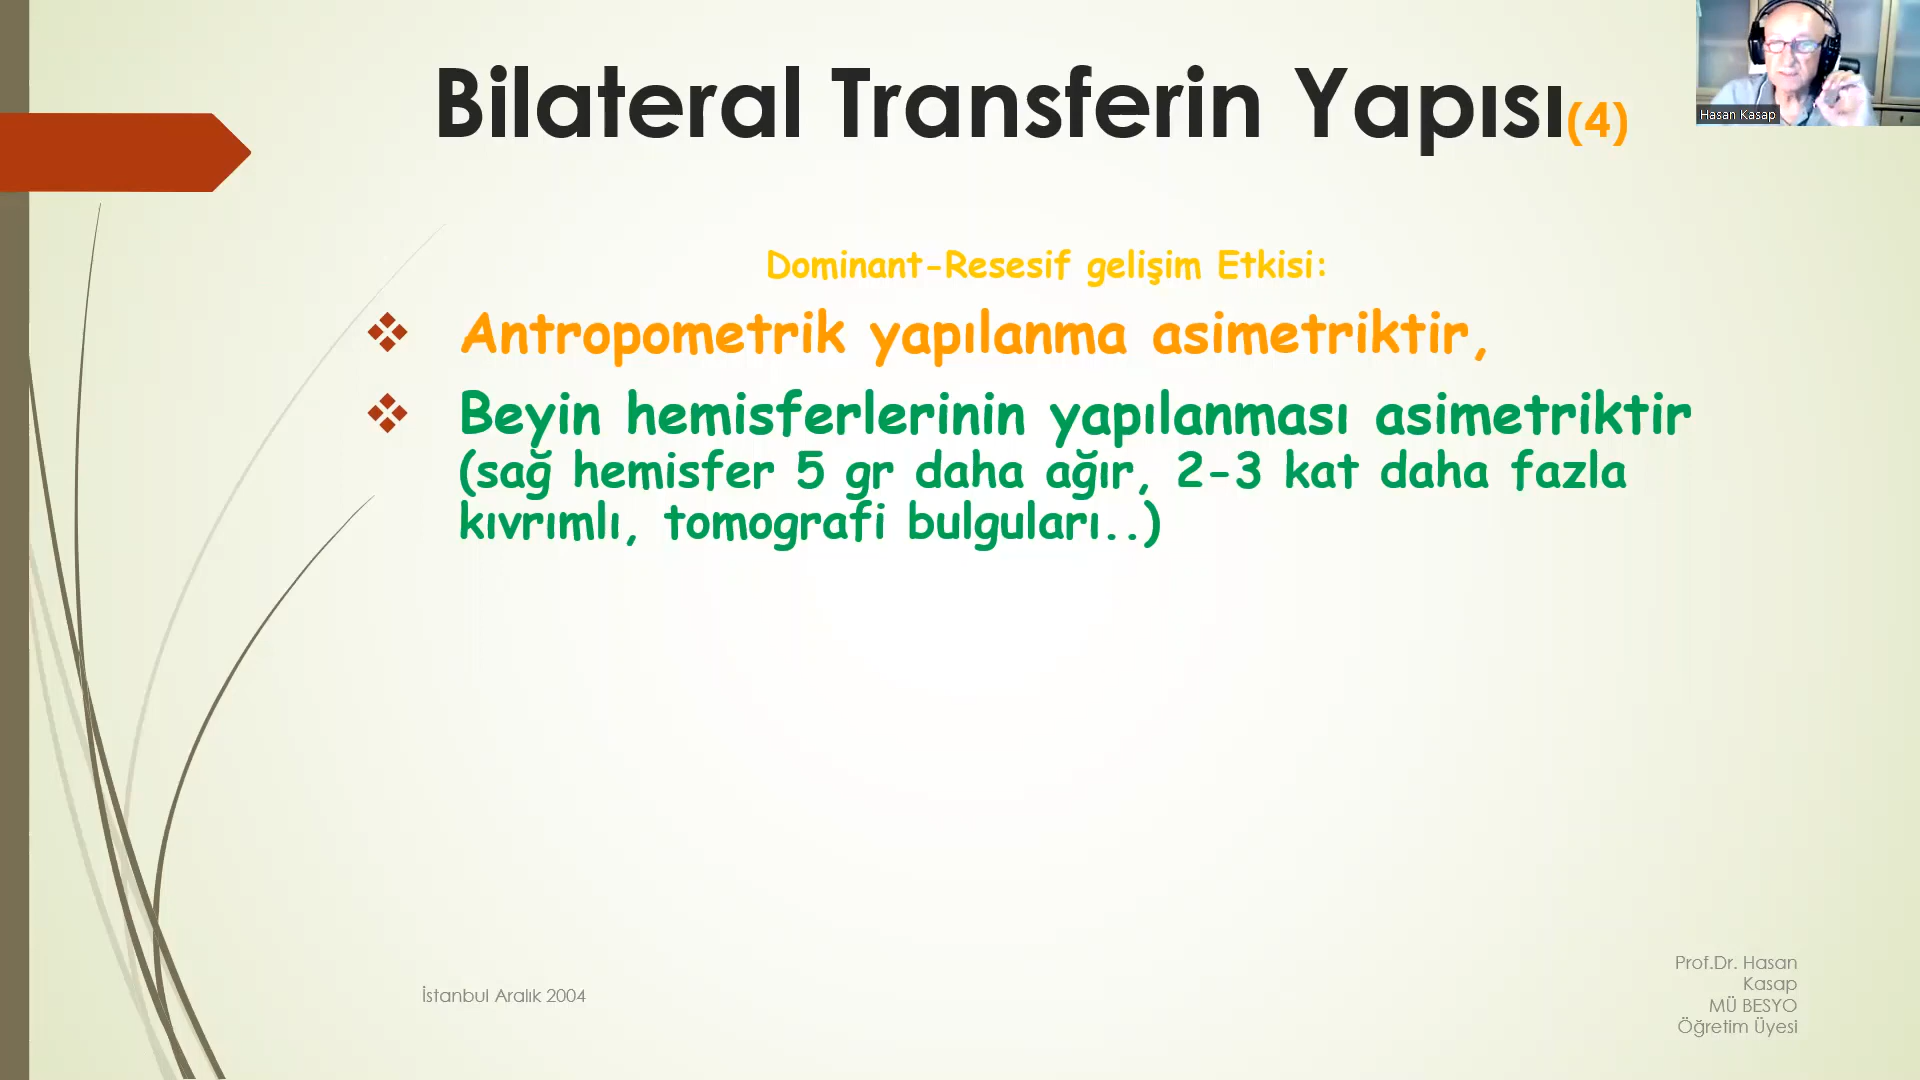 Bilateral Transferin Yapısı(4)
Hasan Kasap
Dominant-Resesif gelişim Etkisi:
Antropometrik yapılanma asimetriktir,
Beyin hemisferlerinin yapılanması asimetriktir
(sağ hemisfer 5 gr daha ağır, 2-3 kat daha fazla
kıvrımlı, tomografi bulguları..)
İstanbul Aralık 2004
Prof.Dr. Hasan
Kasap
MÜ BESYO
Öğretim Üyesi